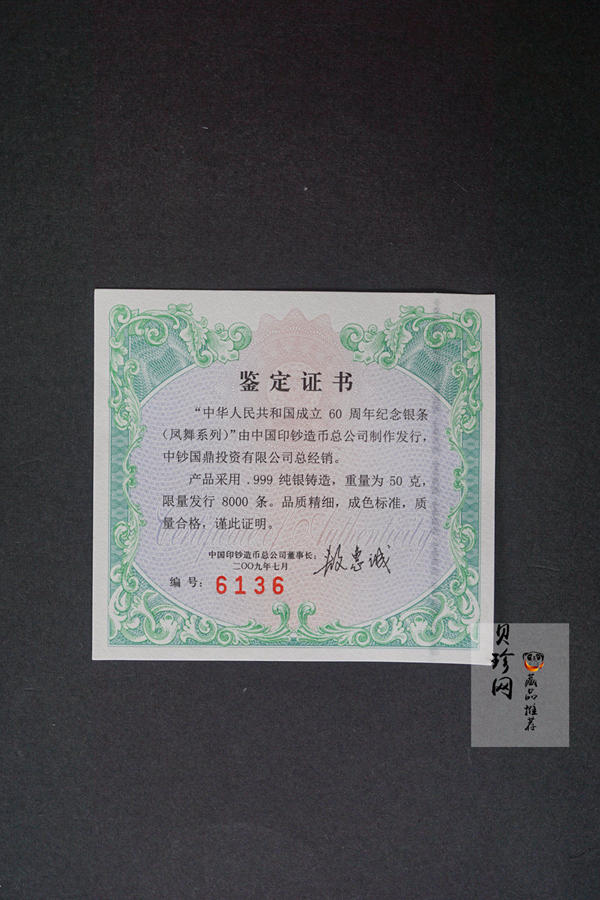 鉴定证书
“中华人民共和国成立 60 周年纪念银条
（凤舞系列）”由中国印钞造币总公司制作发行，
中钞国鼎投资有限公司总经销。
产品采用 .999 纯银铸造，重量为 50 克，
限量发行 8000 条。品质精细，成色标准，质
量合格，谨此证明。
Certificate of Authenticity
中国印钞造币总公司董事长：
二〇〇九年七月
编号：6136
贝珍网
藏品推荐